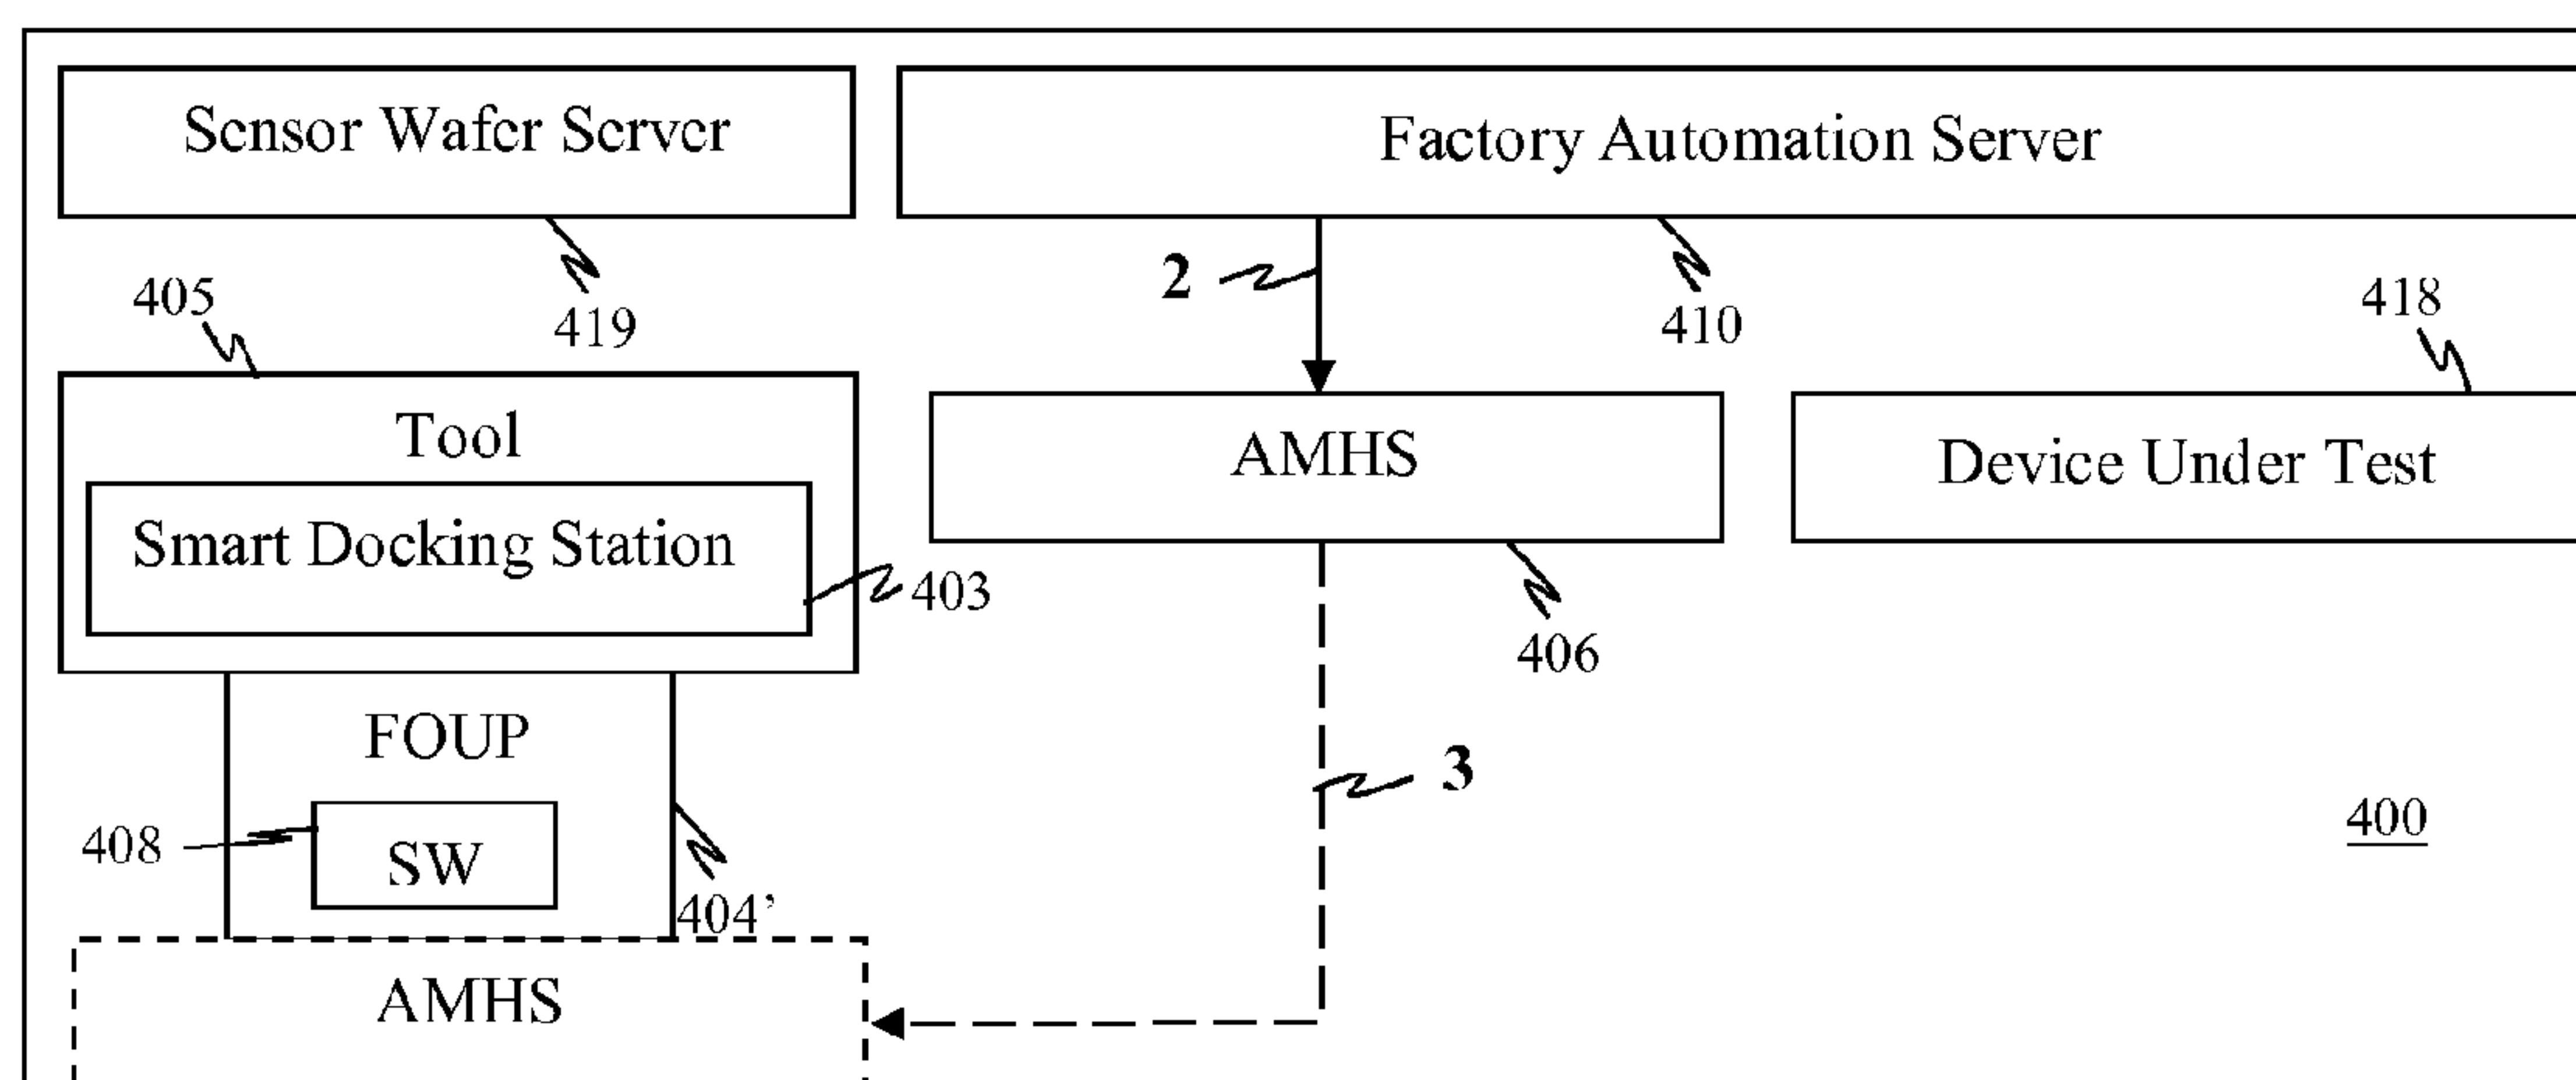 Sensor Wafer Server
Factory Automation Server
2
405
419
410
418
Tool
AMHS
Device Under Test
Smart Docking Station
403
406
FOUP
3
408
SW
404’
400
AMHS